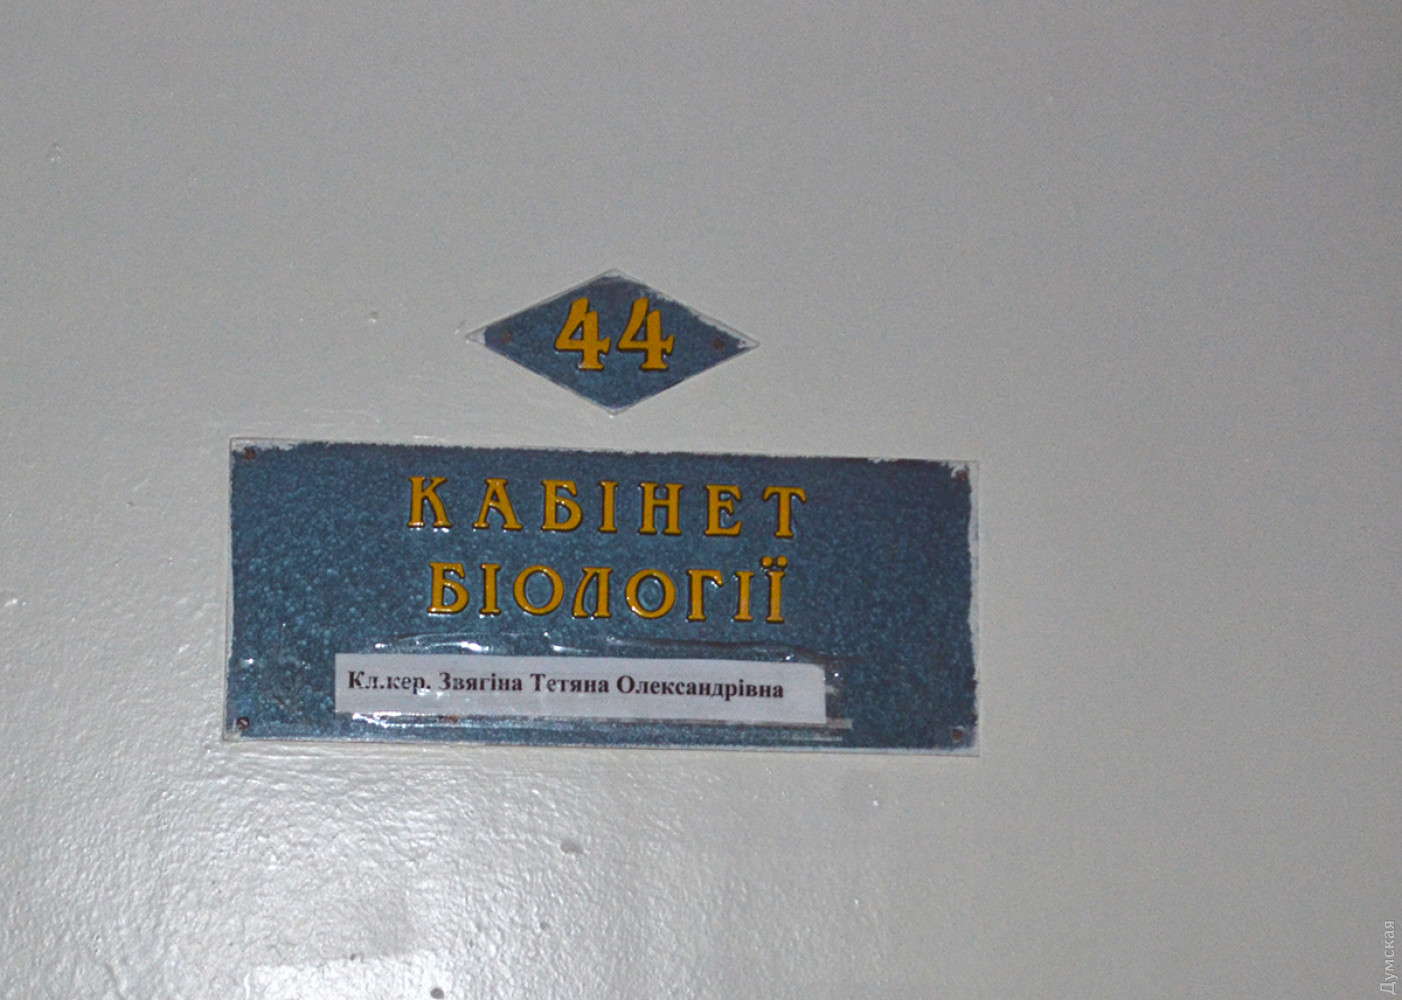 44
КАБІНЕТ
БІОЛОГІЇ
Кл.кер. Звягіна Тетяна Олександрівна
Думская